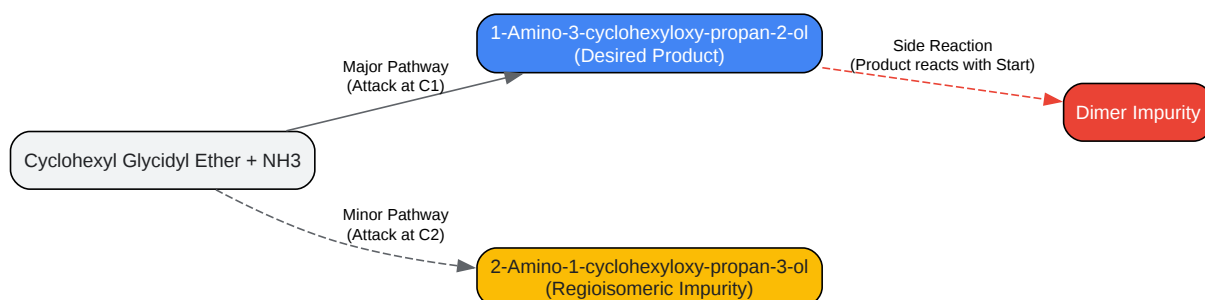 1-Amino-3-cyclohexyloxy-propan-2-ol
(Desired Product)
Side Reaction
(Product reacts with Start)
Major Pathway
(Attack at C1)
Dimer Impurity
Cyclohexyl Glycidyl Ether + NH3
Minor Pathway
(Attack at C2)
2-Amino-1-cyclohexyloxy-propan-3-ol
(Regioisomeric Impurity)